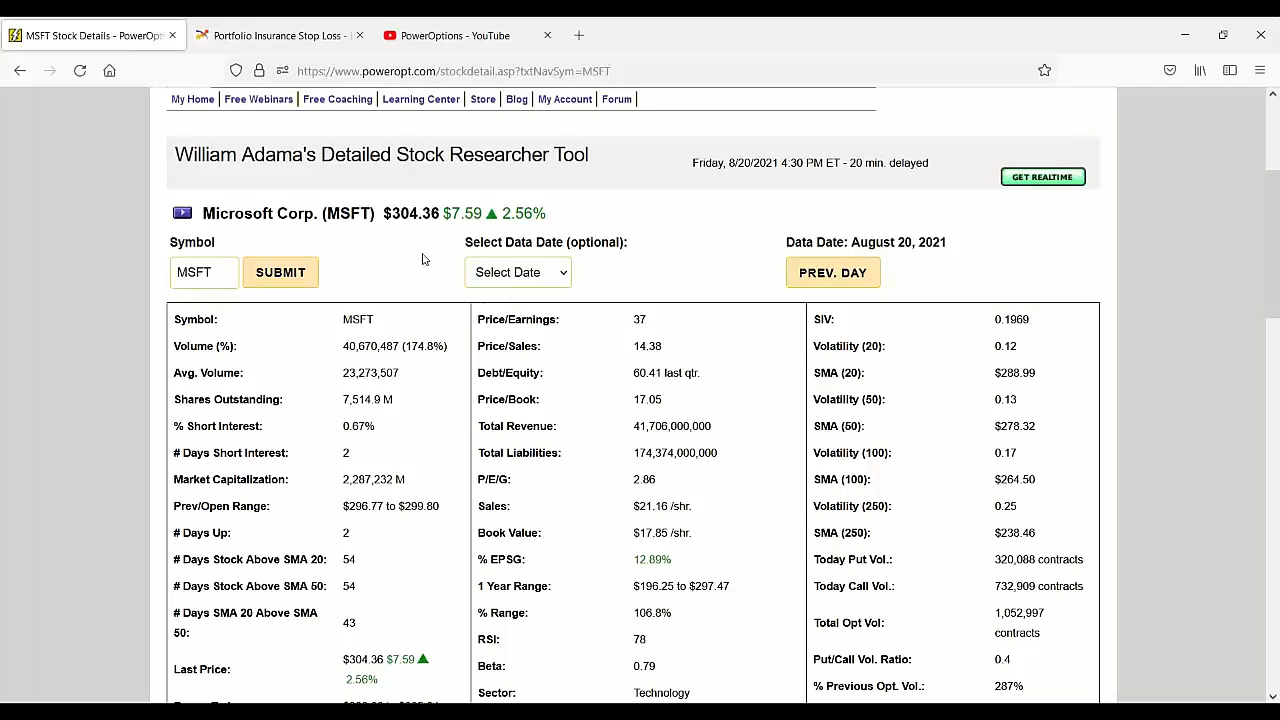 MSFT Stock Details - PowerOpti
Portfolio Insurance Stop Loss - I
PowerOptions - YouTube
https://www.poweropt.com/stockdetail.asp?txtNavSym=MSFT
My Home Free Webinars Free Coaching Learning Center Store Blog My Account Forum
William Adama's Detailed Stock Researcher Tool
Friday, 8/20/2021 4:30 PM ET - 20 min. delayed
GET REALTIME
Microsoft Corp. (MSFT) $304.36 $7.59 ▲ 2.56%
Symbol
MSFT SUBMIT
Select Data Date (optional):
Select Date
Data Date: August 20, 2021
PREV. DAY
Symbol: MSFT
Volume (%): 40,670,487 (174.8%)
Avg. Volume: 23,273,507
Shares Outstanding: 7,514.9 M
% Short Interest: 0.67%
# Days Short Interest: 2
Market Capitalization: 2,287,232 M
Prev/Open Range: $296.77 to $299.80
# Days Up: 2
# Days Stock Above SMA 20: 54
# Days Stock Above SMA 50: 54
# Days SMA 20 Above SMA
50: 43
Last Price: $304.36 $7.59 ▲
2.56%
Price/Earnings: 37
Price/Sales: 14.38
Debt/Equity: 60.41 last qtr.
Price/Book: 17.05
Total Revenue: 41,706,000,000
Total Liabilities: 174,374,000,000
P/E/G: 2.86
Sales: $21.16 /shr.
Book Value: $17.85 /shr.
% EPSG: 12.89%
1 Year Range: $196.25 to $297.47
% Range: 106.8%
RSI: 78
Beta: 0.79
Sector: Technology
SIV: 0.1969
Volatility (20): 0.12
SMA (20): $288.99
Volatility (50): 0.13
SMA (50): $278.32
Volatility (100): 0.17
SMA (100): $264.50
Volatility (250): 0.25
SMA (250): $238.46
Today Put Vol.: 320,088 contracts
Today Call Vol.: 732,909 contracts
Total Opt Vol: 1,052,997
contracts
Put/Call Vol. Ratio: 0.4
% Previous Opt. Vol.: 287%